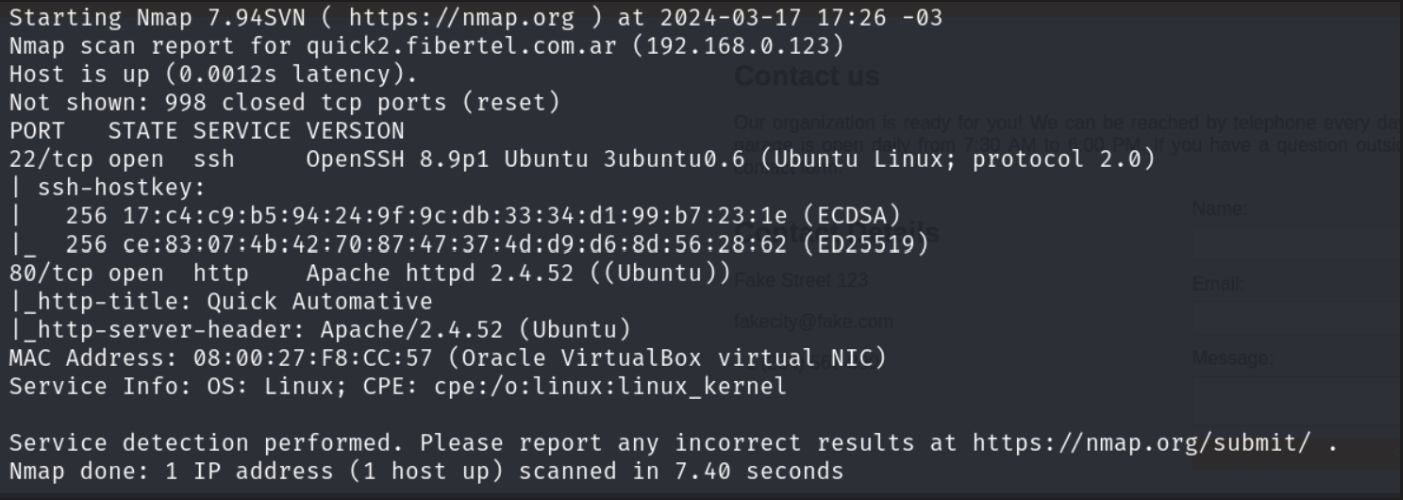 Starting Nmap 7.94SVN ( https://nmap.org ) at 2024-03-17 17:26 -03
Nmap scan report for quick2.fibertel.com.ar (192.168.0.123)
Host is up (0.0012s latency).
Not shown: 998 closed tcp ports (reset)
PORT   STATE SERVICE VERSION
22/tcp open  ssh     OpenSSH 8.9p1 Ubuntu 3ubuntu0.6 (Ubuntu Linux; protocol 2.0)
| ssh-hostkey:
|   256 17:c4:c9:b5:94:24:9f:9c:db:33:34:d1:99:b7:23:1e (ECDSA)
|_  256 ce:83:07:4b:42:70:87:47:37:4d:d9:d6:8d:56:28:62 (ED25519)
80/tcp open  http    Apache httpd 2.4.52 ((Ubuntu))
|_http-title: Quick Automative
|_http-server-header: Apache/2.4.52 (Ubuntu)
MAC Address: 08:00:27:F8:CC:57 (Oracle VirtualBox virtual NIC)
Service Info: OS: Linux; CPE: cpe:/o:linux:linux_kernel
Service detection performed. Please report any incorrect results at https://nmap.org/submit/ .
Nmap done: 1 IP address (1 host up) scanned in 7.40 seconds
Contact us
Our organization is ready for you! We can be reached by telephone every day
is open daily from 7:30 AM to 6:00 PM. If you have a question
contact form.
Contact Details
Fake Street 123
fakecity@fake.com
Name:
Email:
Message: